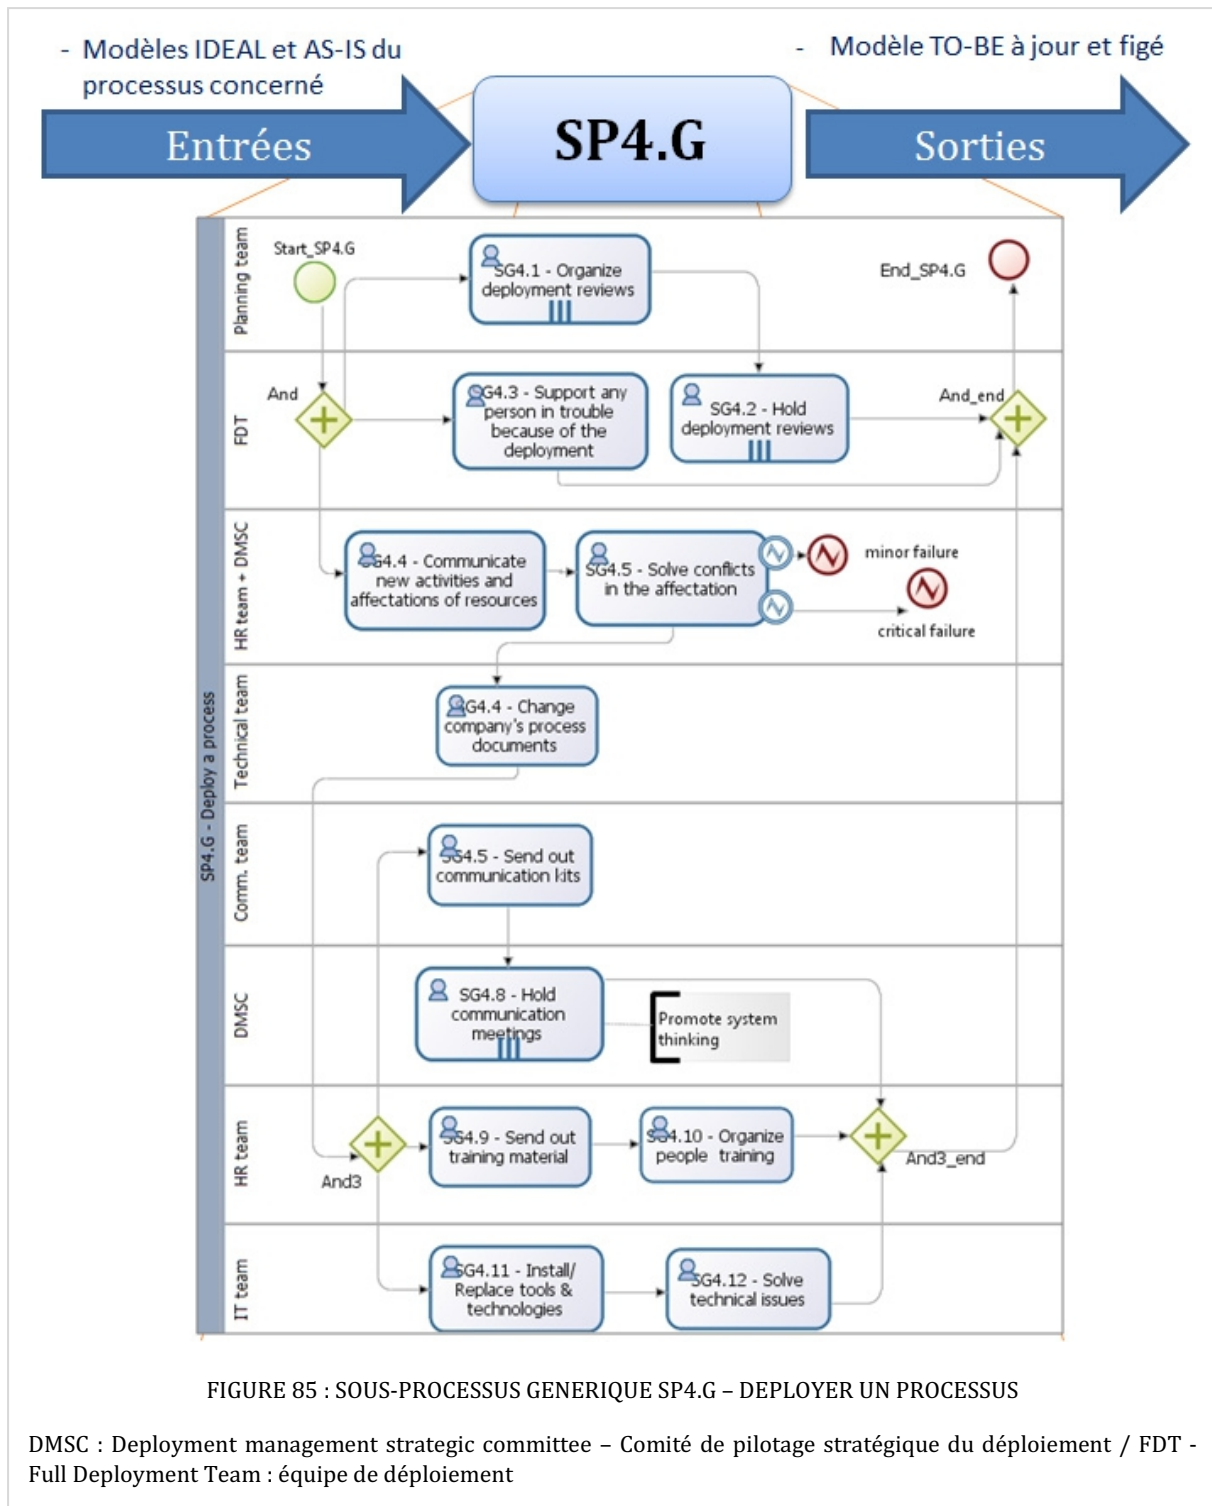 - Modèles IDEAL et AS-IS du
processus concerné
- Modèle TO-BE à jour et figé
Entrées
SP4.G
Sorties
SP4.G - Deploy a process
Planning team
Start_SP4.G
SG4.1 - Organize
deployment reviews
End_SP4.G
FDT
And
SG4.3 - Support any
person in trouble
because of the
deployment
SG4.2 - Hold
deployment reviews
And_end
HR team + DMSC
SG4.4 - Communicate
new activities and
affectations of resources
SG4.5 - Solve conflicts
in the affectation
minor failure
critical failure
Technical team
SG4.4 - Change
company's process
documents
Comm. team
SG4.5 - Send out
communication kits
DMSC
SG4.8 - Hold
communication
meetings
Promote system
thinking
HR team
And3
SG4.9 - Send out
training material
SG4.10 - Organize
people training
And3_end
IT team
SG4.11 - Install/
Replace tools &
technologies
SG4.12 - Solve
technical issues
FIGURE 85 : SOUS-PROCESSUS GENERIQUE SP4.G – DEPLOYER UN PROCESSUS
DMSC : Deployment management strategic committee – Comité de pilotage stratégique du déploiement / FDT -
Full Deployment Team : équipe de déploiement